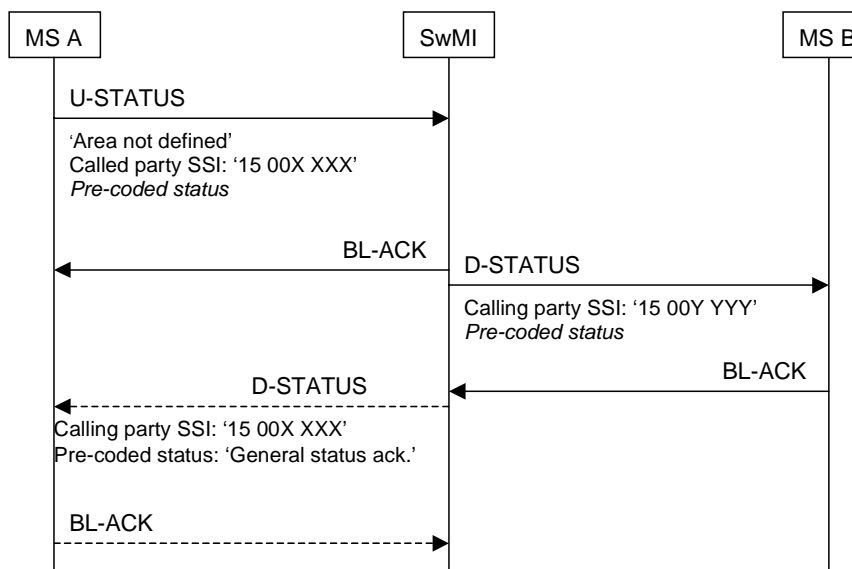 MS A
SwMI
MS B
U-STATUS
‘Area not defined’
Called party SSI: ‘15 00X XXX’
Pre-coded status
BL-ACK
D-STATUS
Calling party SSI: ‘15 00Y YYY’
Pre-coded status
BL-ACK
D-STATUS
Calling party SSI: ‘15 00X XXX’
Pre-coded status: ‘General status ack.’
BL-ACK